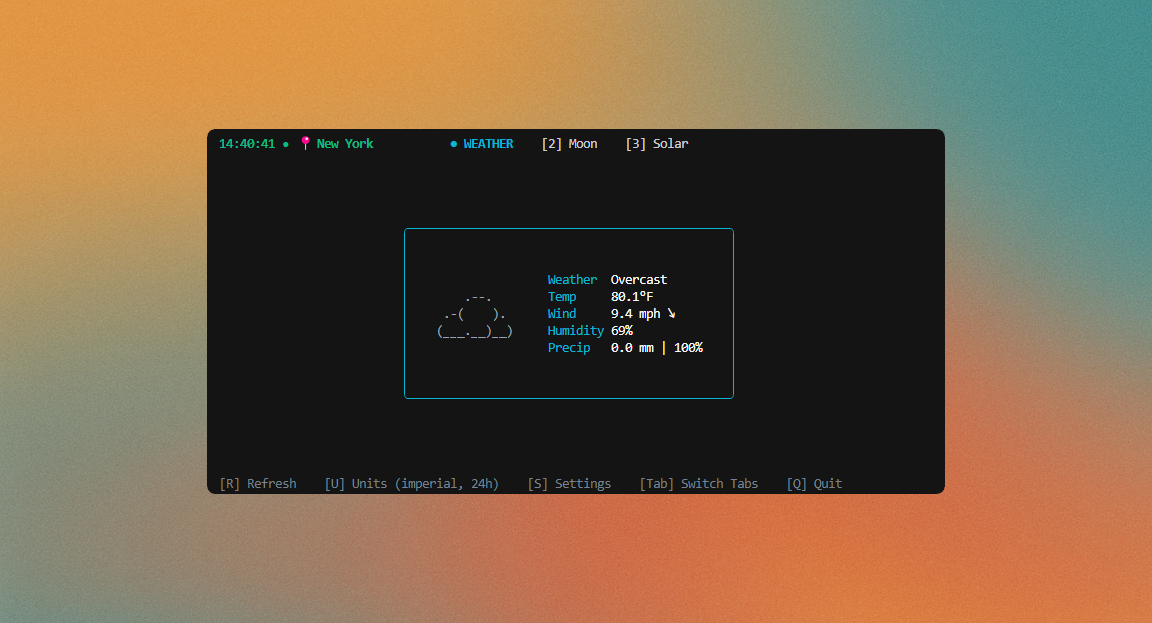 14:40:41 ● 📍 New York ● WEATHER [2] Moon [3] Solar
Weather Overcast
.--. Temp 80.1°F
.-( ). Wind 9.4 mph ↘
(___.__)__) Humidity 69%
Precip 0.0 mm | 100%
[R] Refresh [U] Units (imperial, 24h) [S] Settings [Tab] Switch Tabs [Q] Quit